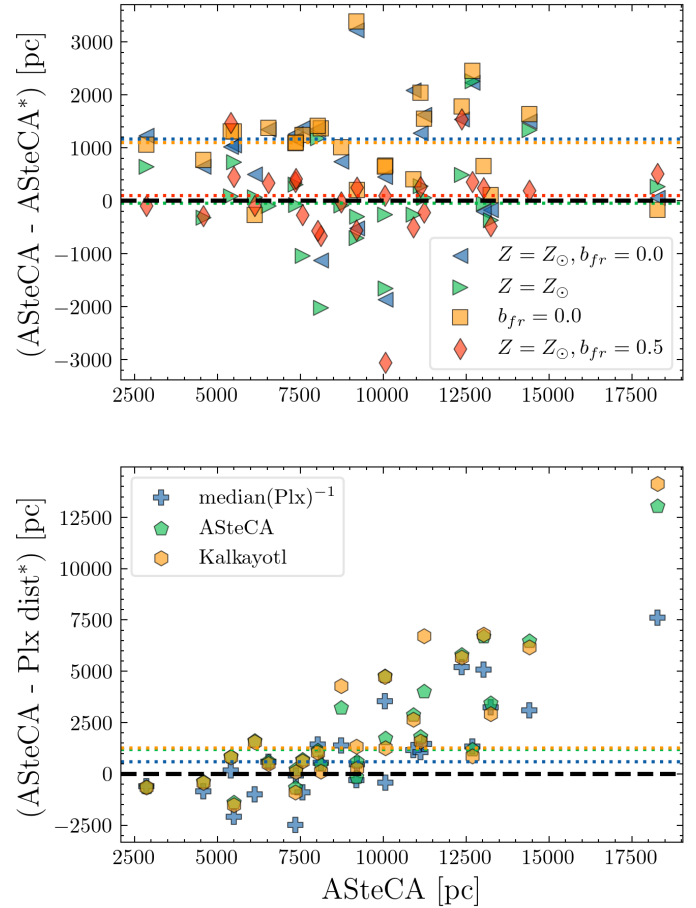 (ASteCA - ASteCA*) [pc]
3000
2000
1000
0
−1000
−2000
−3000
Z = Z⊙, b_fr = 0.0
Z = Z⊙
b_fr = 0.0
Z = Z⊙, b_fr = 0.5
2500 5000 7500 10000 12500 15000 17500
(ASteCA - Plx dist*) [pc]
12500
10000
7500
5000
2500
0
−2500
median(Plx)⁻¹
ASteCA
Kalkayotl
2500 5000 7500 10000 12500 15000 17500
ASteCA [pc]